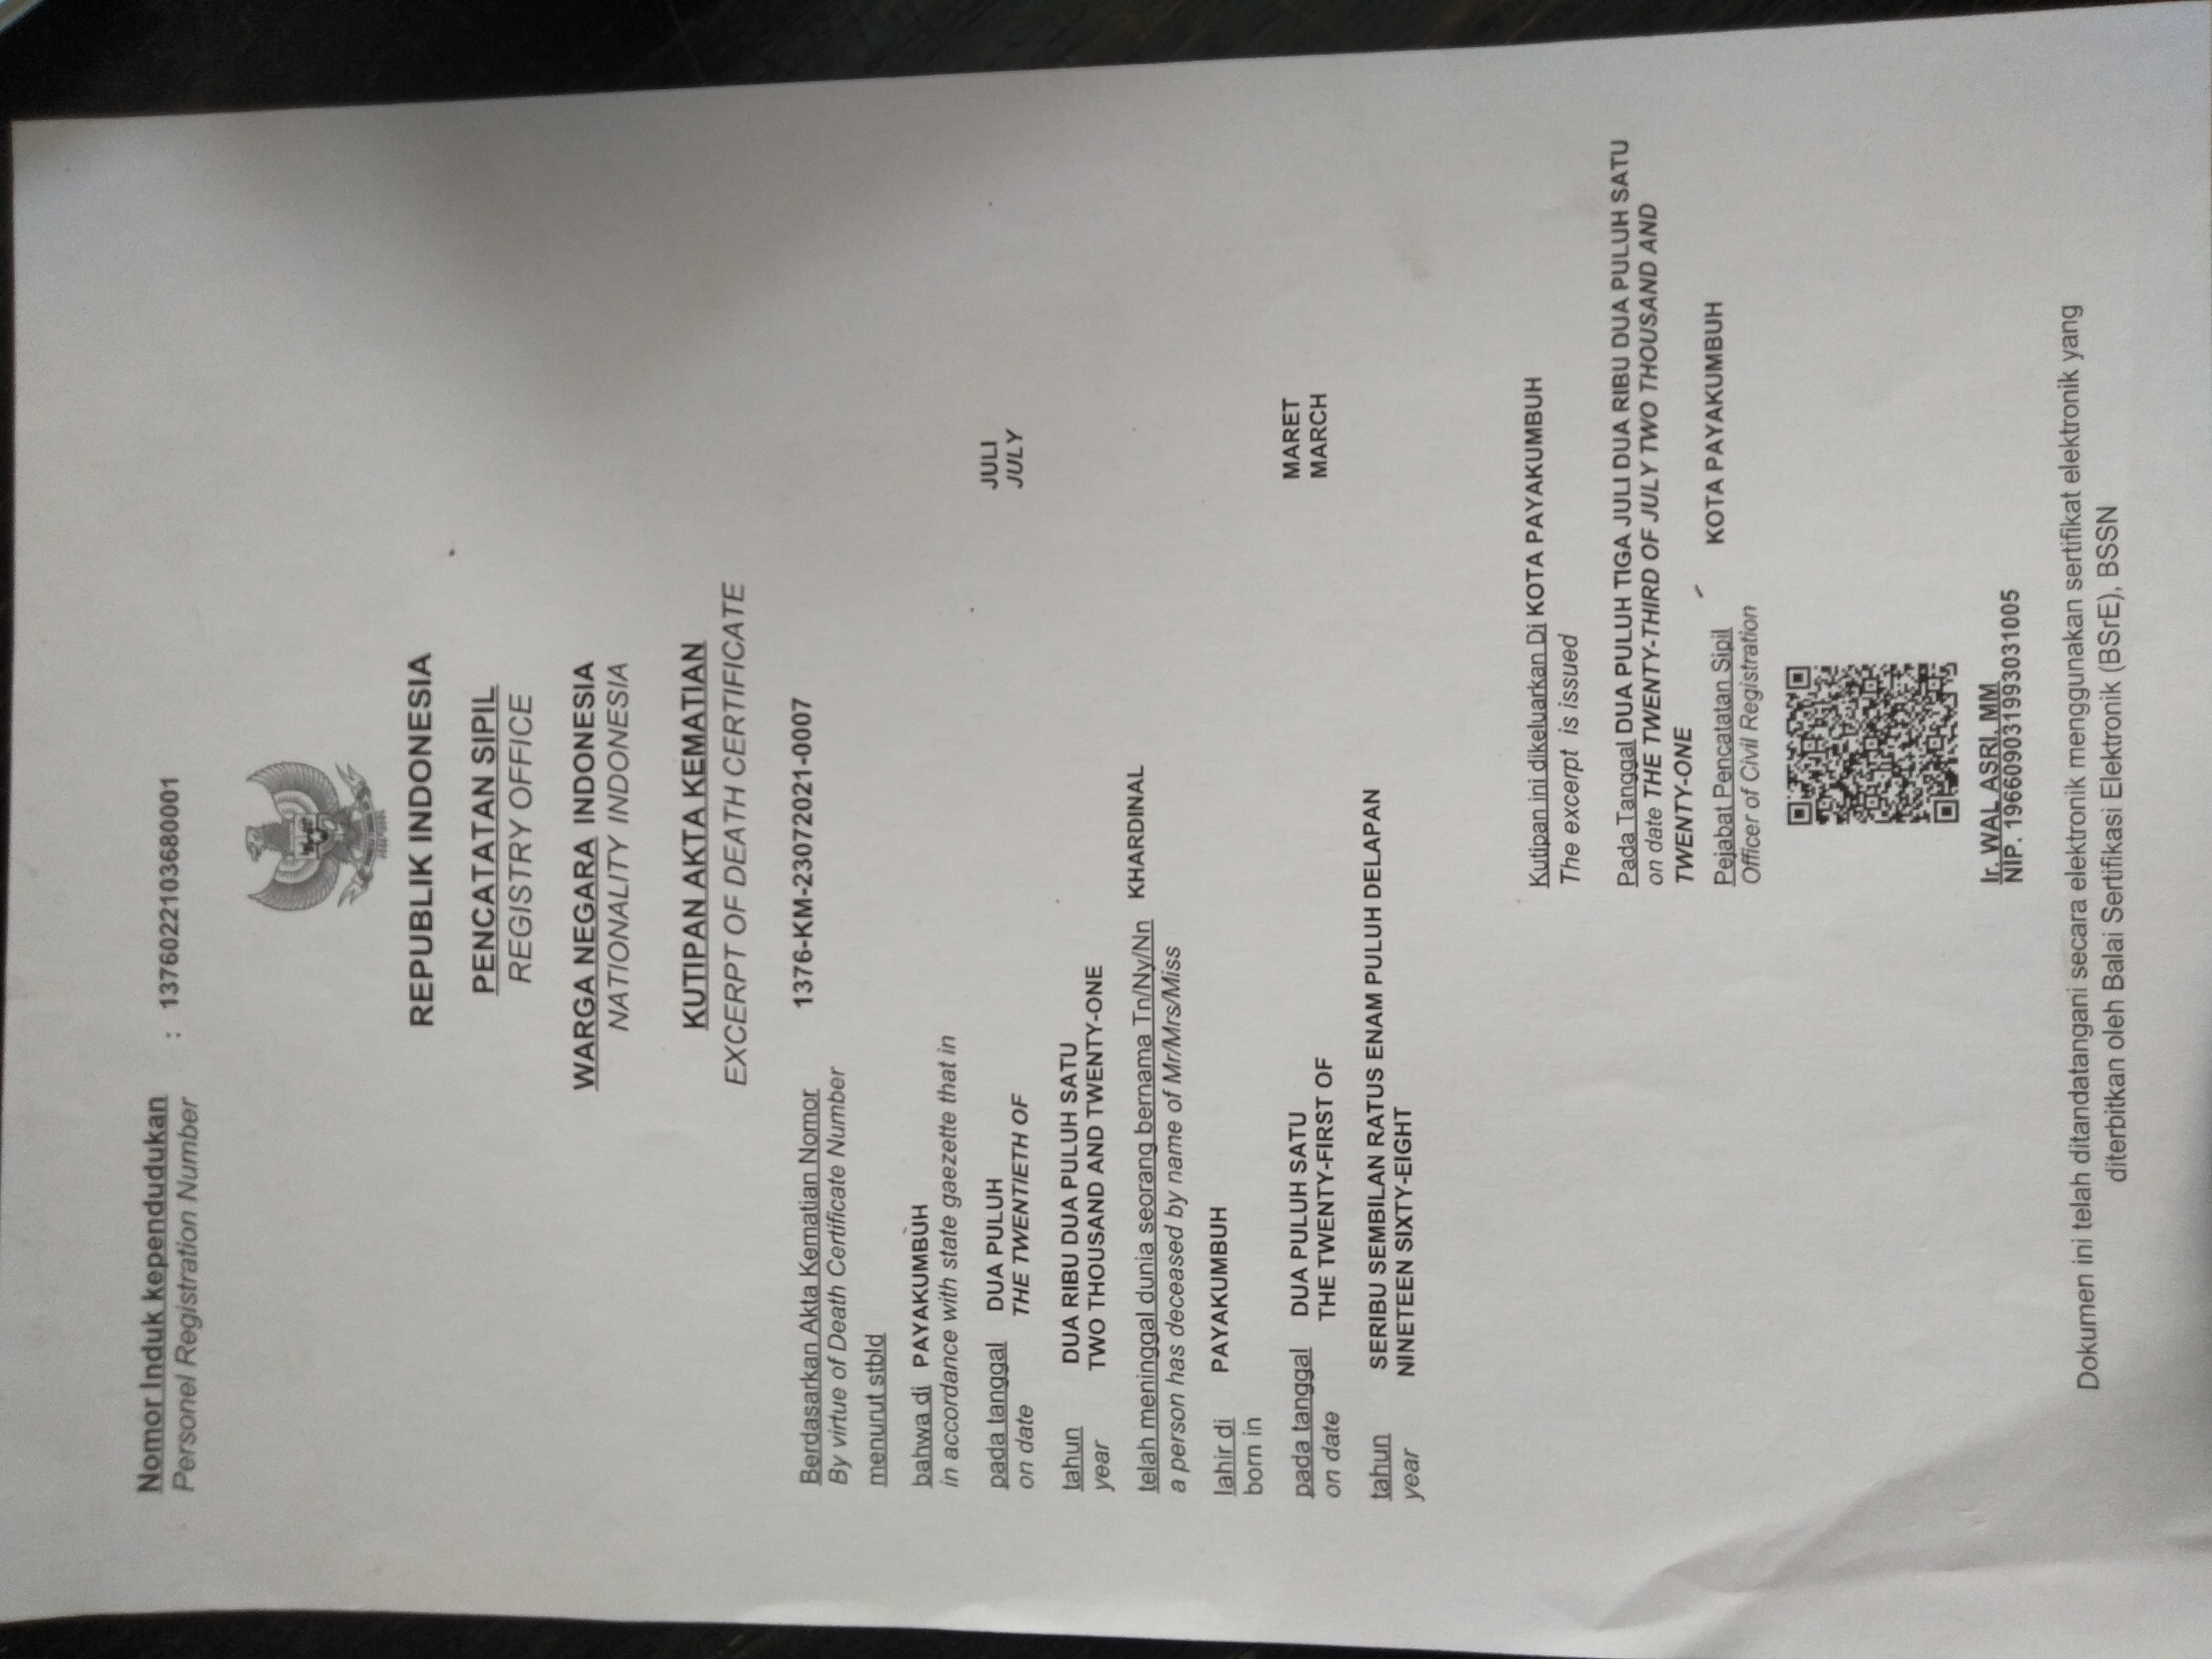 Nomor Induk kependudukan : 1376022103680001
Personel Registration Number
REPUBLIK INDONESIA
PENCATATAN SIPIL
REGISTRY OFFICE
WARGA NEGARA INDONESIA
NATIONALITY INDONESIA
KUTIPAN AKTA KEMATIAN
EXCERPT OF DEATH CERTIFICATE
Berdasarkan Akta Kematian Nomor 1376-KM-23072021-0007
By virtue of Death Certificate Number
menurut stbld
bahwa di PAYAKUMBUH
in accordance with state gaezette that in
pada tanggal DUA PULUH JULI
on date THE TWENTIETH OF JULY
tahun DUA RIBU DUA PULUH SATU
year TWO THOUSAND AND TWENTY-ONE
telah meninggal dunia seorang bernama Tn/Ny/Nn KHARDINAL
a person has deceased by name of Mr/Mrs/Miss
lahir di PAYAKUMBUH
born in
pada tanggal DUA PULUH SATU MARET
on date THE TWENTY-FIRST OF MARCH
tahun SERIBU SEMBILAN RATUS ENAM PULUH DELAPAN
year NINETEEN SIXTY-EIGHT
Kutipan ini dikeluarkan Di KOTA PAYAKUMBUH
The excerpt is issued
Pada Tanggal DUA PULUH TIGA JULI DUA RIBU DUA PULUH SATU
on date THE TWENTY-THIRD OF JULY TWO THOUSAND AND
TWENTY-ONE
Pejabat Pencatatan Sipil KOTA PAYAKUMBUH
Officer of Civil Registration
Ir. WAL ASRI. MM
NIP. 196609031993031005
Dokumen ini telah ditandatangani secara elektronik menggunakan sertifikat elektronik yang
diterbitkan oleh Balai Sertifikasi Elektronik (BSrE), BSSN